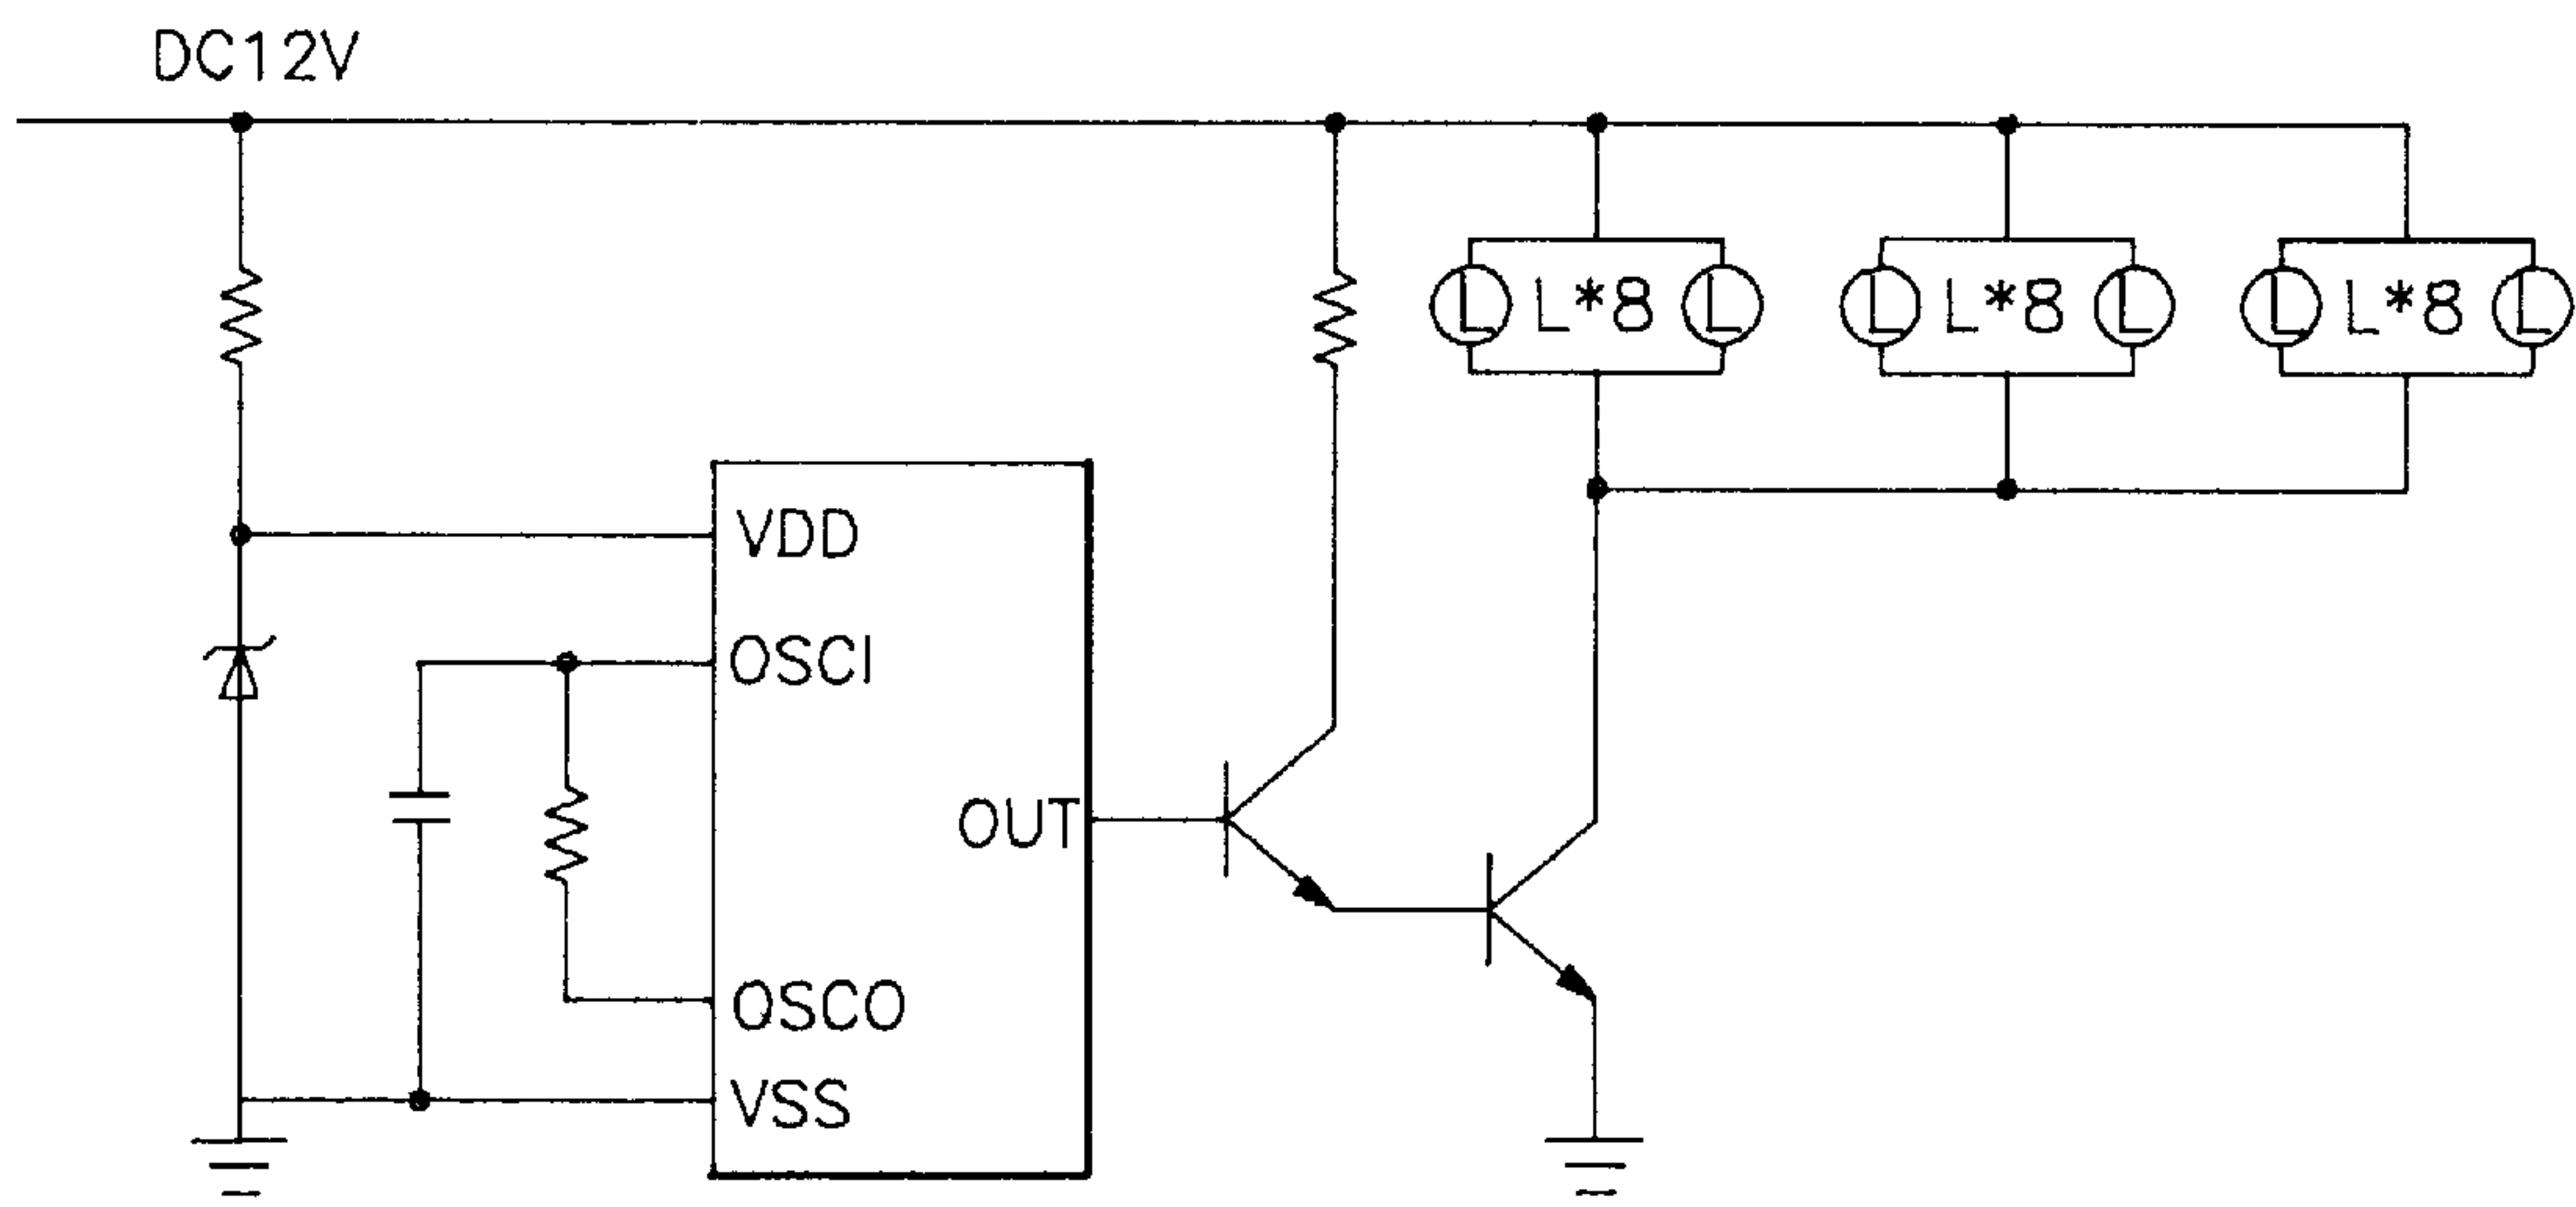 DC12V
L L*8 L L L*8 L L L*8 L
VDD
OSCI
OUT
OSCO
VSS